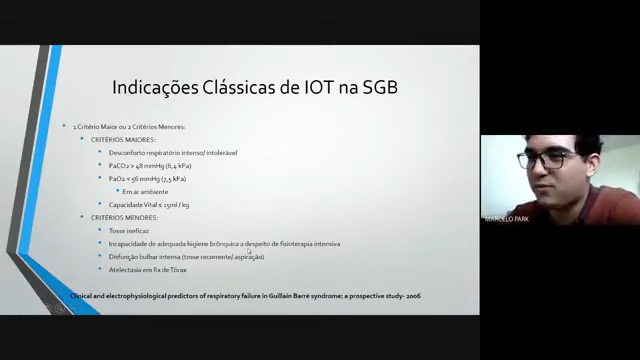 Indicações Clássicas de IOT na SGB
1 Critério Maior ou 2 Critérios Menores:
CRITÉRIOS MAIORES:
Desconforto respiratório intenso/ intolerável
PaCO2 > 48 mmHg (6,4 kPa)
PaO2 < 56 mmHg (7,5 kPa)
Em ar ambiente
Capacidade Vital ≤ 15ml / kg
CRITÉRIOS MENORES:
Tosse ineficaz
Incapacidade de adequada higiene brônquica a despeito de fisioterapia intensiva
Disfunção bulbar intensa (tosse recorrente/ aspiração)
Atelectasia em Rx de Tórax
Clinical and electrophysiological predictors of respiratory failure in Guillain Barré syndrome: a prospective study- 2006
MARCELO PARK